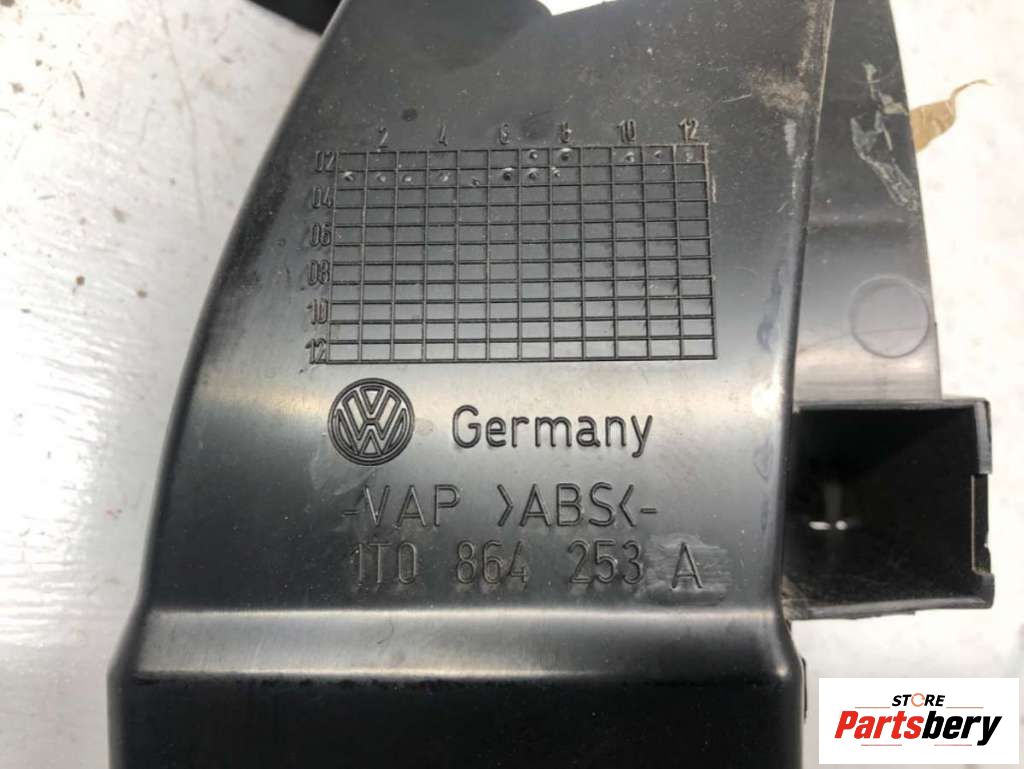 2 4 6 8 10 12
02
04
06
08
10
12
VW Germany
-VAP >ABS<-
1T0 864 253 A
STORE
Partsbery